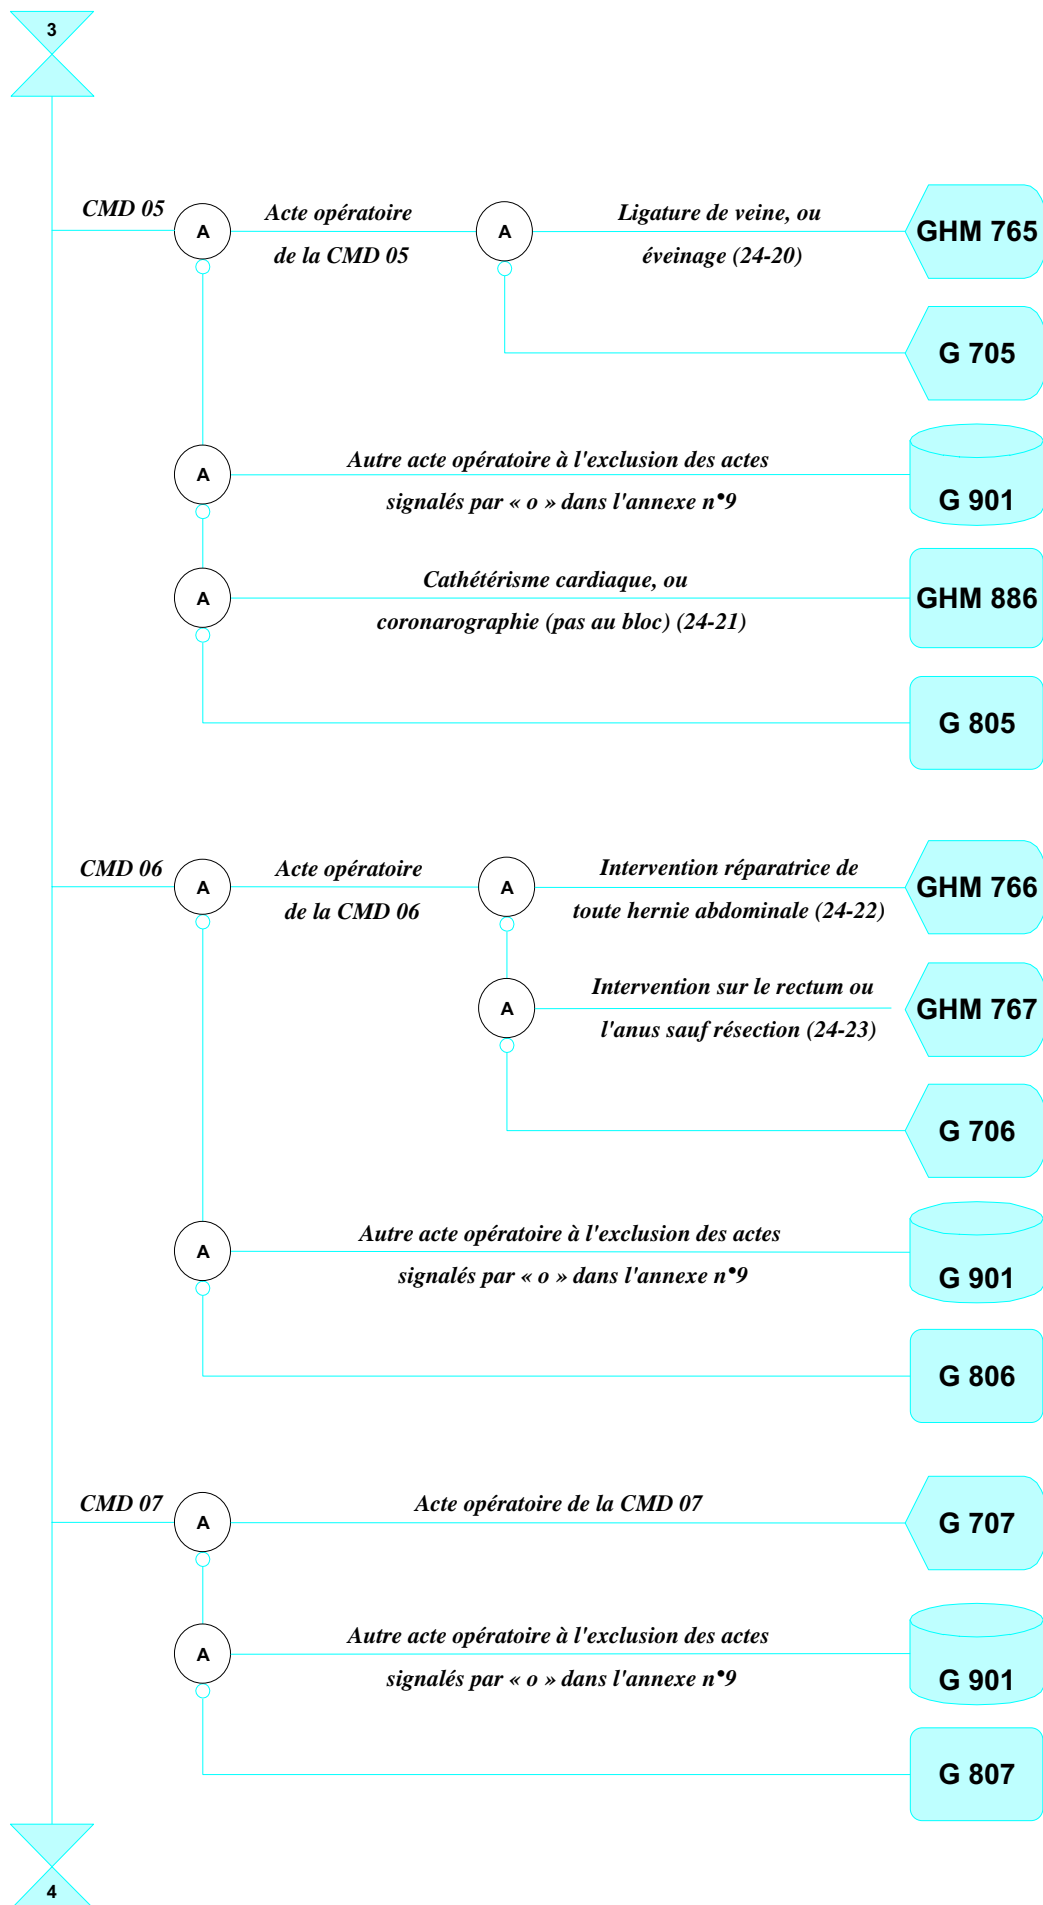 3
CMD 05
A
Acte opératoire
de la CMD 05
A
Ligature de veine, ou
éveinage (24-20)
GHM 765
G 705
A
Autre acte opératoire à l'exclusion des actes
signalés par « o » dans l'annexe n°9
G 901
A
Cathétérisme cardiaque, ou
coronarographie (pas au bloc) (24-21)
GHM 886
G 805
CMD 06
A
Acte opératoire
de la CMD 06
A
Intervention réparatrice de
toute hernie abdominale (24-22)
GHM 766
A
Intervention sur le rectum ou
l'anus sauf résection (24-23)
GHM 767
G 706
A
Autre acte opératoire à l'exclusion des actes
signalés par « o » dans l'annexe n°9
G 901
G 806
CMD 07
A
Acte opératoire de la CMD 07
G 707
A
Autre acte opératoire à l'exclusion des actes
signalés par « o » dans l'annexe n°9
G 901
G 807
4